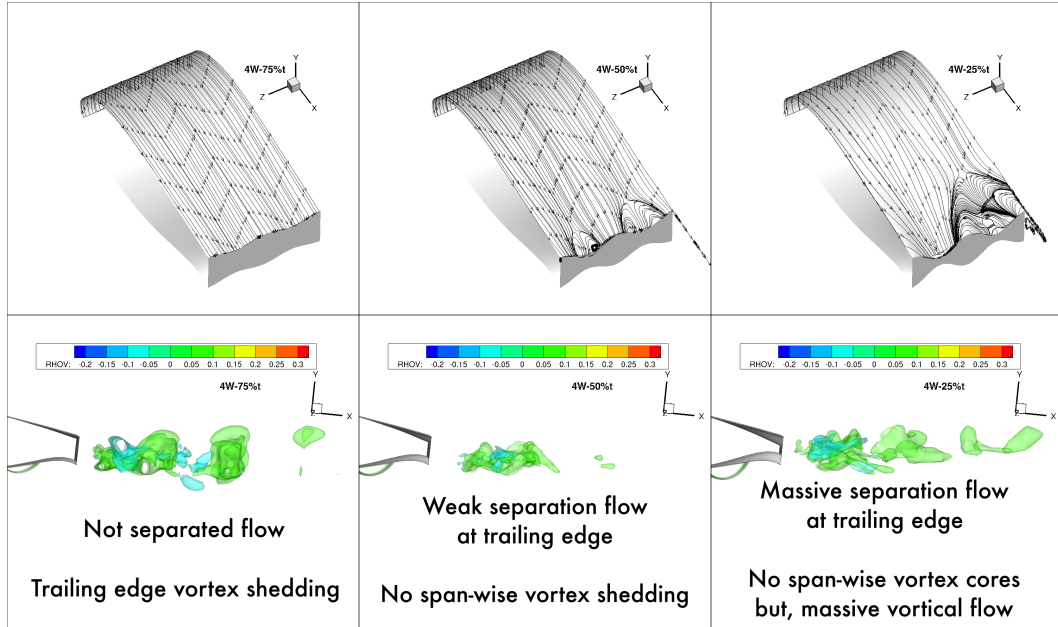 4W-75%t
Y
Z
X
4W-50%t
Y
Z
X
4W-25%t
Y
Z
X
RHOV: -0.2 -0.15 -0.1 -0.05 0 0.05 0.1 0.15 0.2 0.25 0.3
4W-75%t
Y
Z
X
Not separated flow
Trailing edge vortex shedding
RHOV: -0.2 -0.15 -0.1 -0.05 0 0.05 0.1 0.15 0.2 0.25 0.3
4W-50%t
Y
Z
X
Weak separation flow
at trailing edge
No span-wise vortex shedding
RHOV: -0.2 -0.15 -0.1 -0.05 0 0.05 0.1 0.15 0.2 0.25 0.3
4W-25%t
Y
Z
X
Massive separation flow
at trailing edge
No span-wise vortex cores
but, massive vortical flow